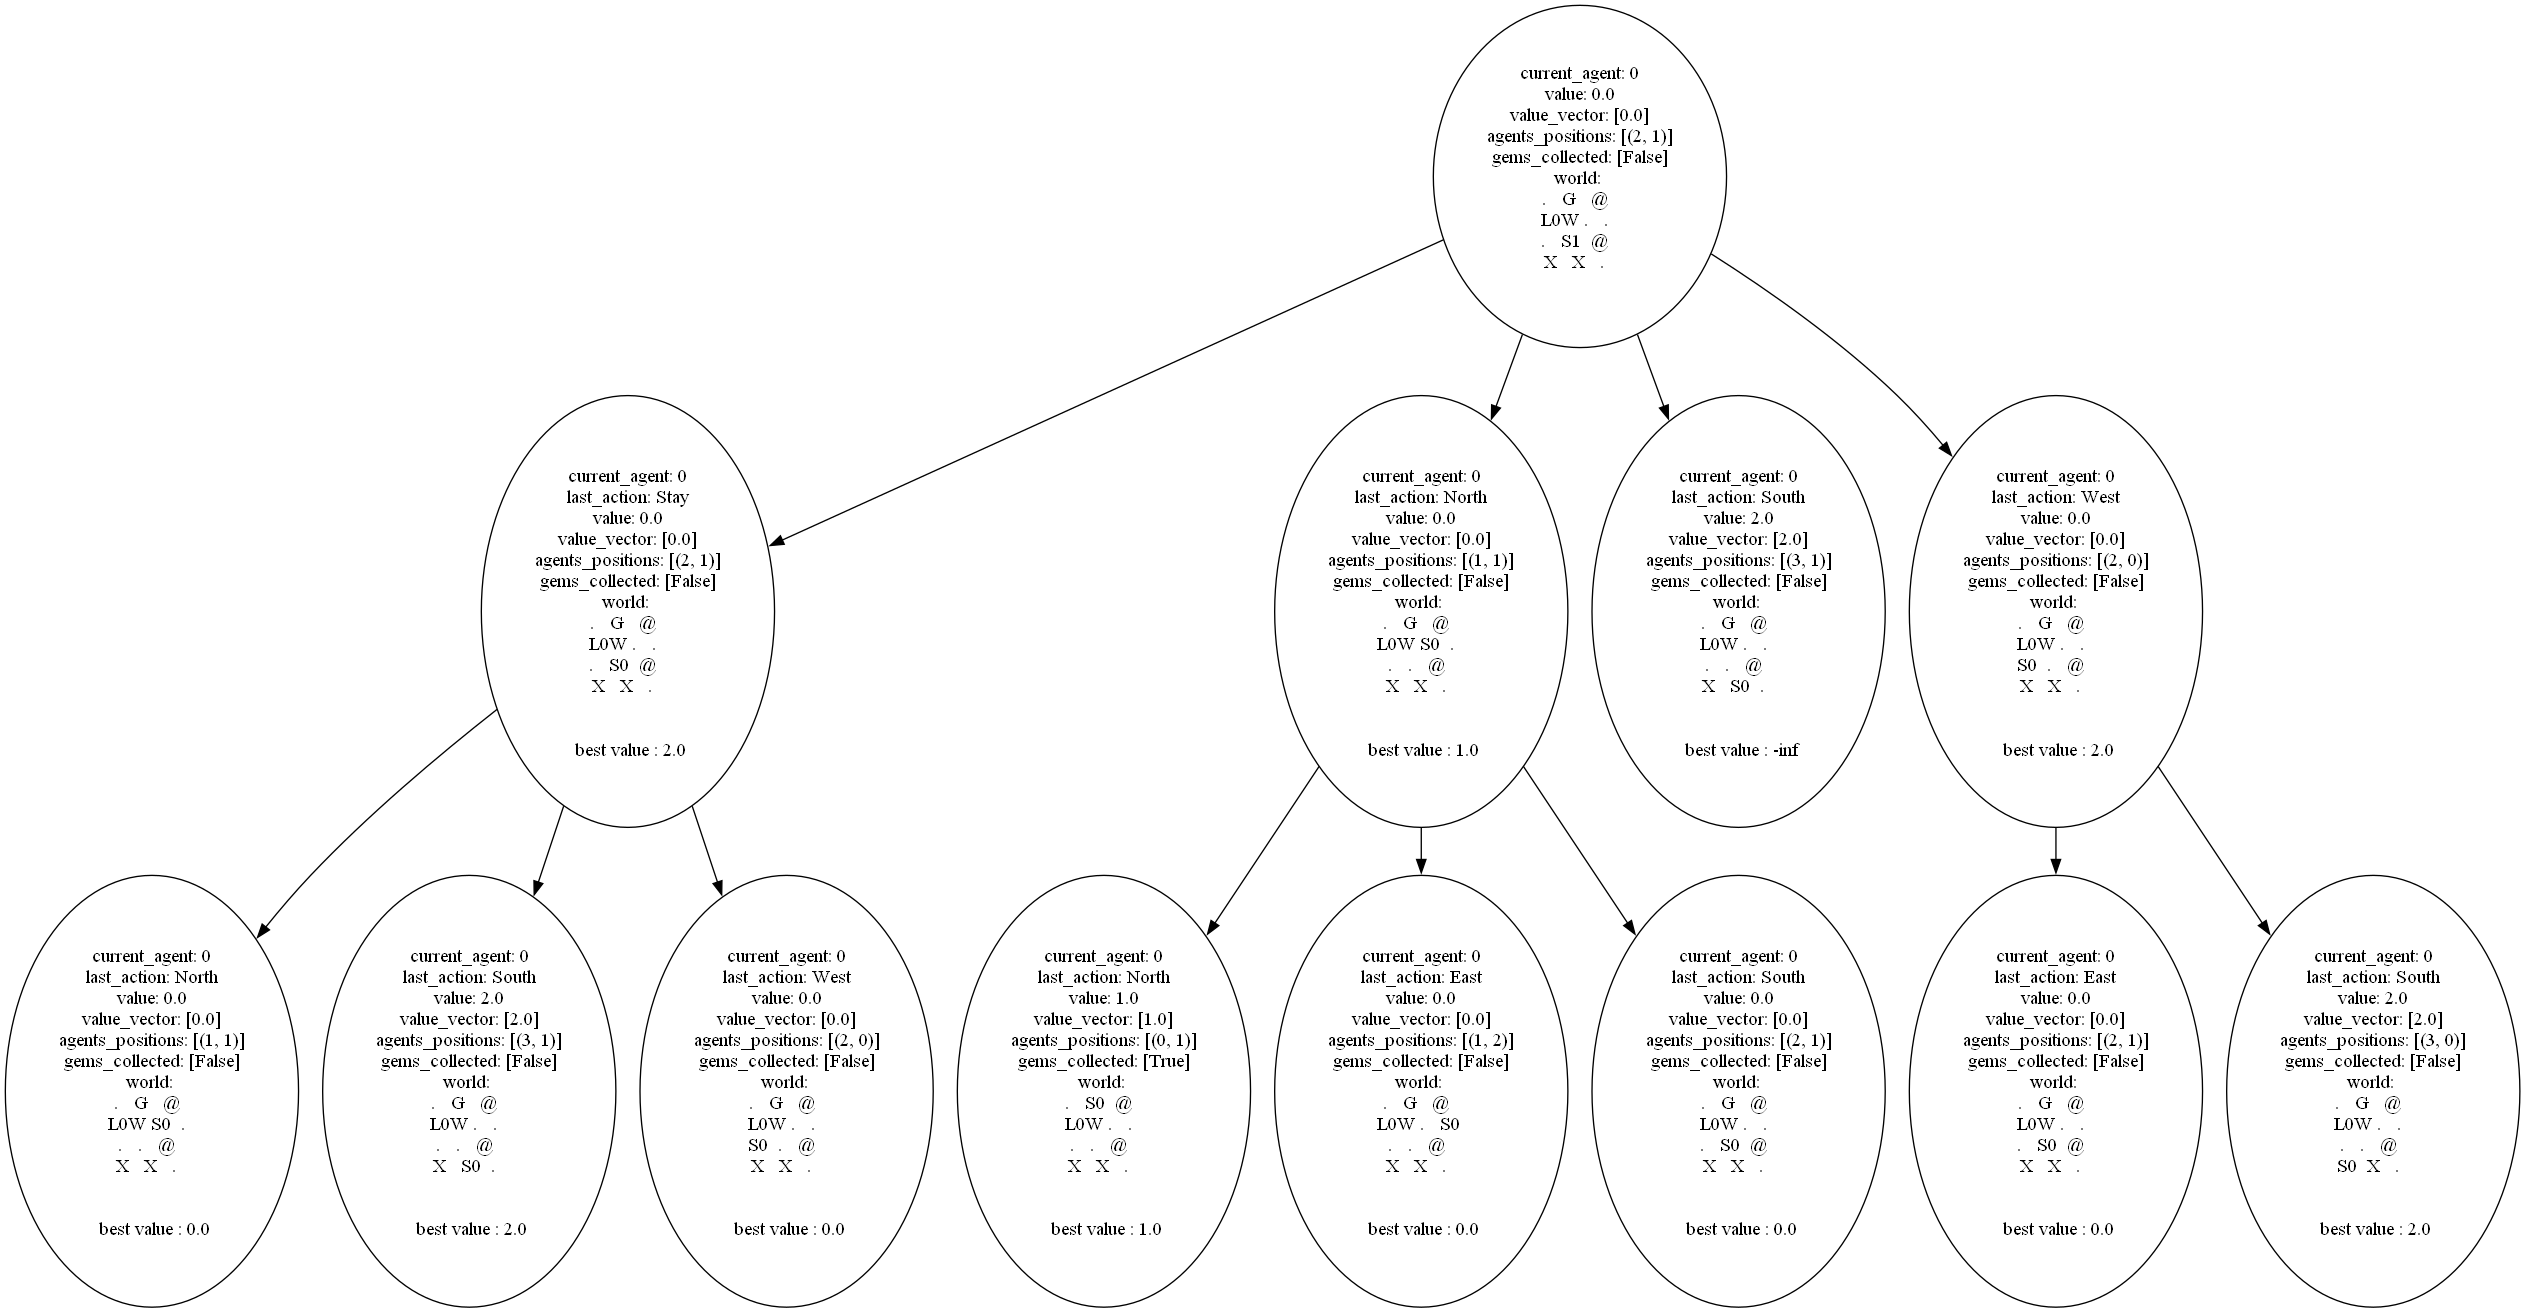 current_agent: 0
value: 0.0
value_vector: [0.0]
agents_positions: [(2, 1)]
gems_collected: [False]
world:
. G @
L0W . .
. S1 @
X X .
current_agent: 0
last_action: Stay
value: 0.0
value_vector: [0.0]
agents_positions: [(2, 1)]
gems_collected: [False]
world:
. G @
L0W . .
. S0 @
X X .
best value : 2.0
current_agent: 0
last_action: North
value: 0.0
value_vector: [0.0]
agents_positions: [(1, 1)]
gems_collected: [False]
world:
. G @
L0W S0 .
. . @
X X .
best value : 1.0
current_agent: 0
last_action: South
value: 2.0
value_vector: [2.0]
agents_positions: [(3, 1)]
gems_collected: [False]
world:
. G @
L0W . .
. . @
X S0 .
best value : -inf
current_agent: 0
last_action: West
value: 0.0
value_vector: [0.0]
agents_positions: [(2, 0)]
gems_collected: [False]
world:
. G @
L0W . .
S0 . @
X X .
best value : 2.0
current_agent: 0
last_action: North
value: 0.0
value_vector: [0.0]
agents_positions: [(1, 1)]
gems_collected: [False]
world:
. G @
L0W S0 .
. . @
X X .
best value : 0.0
current_agent: 0
last_action: South
value: 2.0
value_vector: [2.0]
agents_positions: [(3, 1)]
gems_collected: [False]
world:
. G @
L0W . .
. . @
X S0 .
best value : 2.0
current_agent: 0
last_action: West
value: 0.0
value_vector: [0.0]
agents_positions: [(2, 0)]
gems_collected: [False]
world:
. G @
L0W . .
S0 . @
X X .
best value : 0.0
current_agent: 0
last_action: North
value: 1.0
value_vector: [1.0]
agents_positions: [(0, 1)]
gems_collected: [True]
world:
. S0 @
L0W . .
. . @
X X .
best value : 1.0
current_agent: 0
last_action: East
value: 0.0
value_vector: [0.0]
agents_positions: [(1, 2)]
gems_collected: [False]
world:
. G @
L0W . S0
. . @
X X .
best value : 0.0
current_agent: 0
last_action: South
value: 0.0
value_vector: [0.0]
agents_positions: [(2, 1)]
gems_collected: [False]
world:
. G @
L0W . .
. S0 @
X X .
best value : 0.0
current_agent: 0
last_action: East
value: 0.0
value_vector: [0.0]
agents_positions: [(2, 1)]
gems_collected: [False]
world:
. G @
L0W . .
. S0 @
X X .
best value : 0.0
current_agent: 0
last_action: South
value: 2.0
value_vector: [2.0]
agents_positions: [(3, 0)]
gems_collected: [False]
world:
. G @
L0W . .
. . @
S0 X .
best value : 2.0